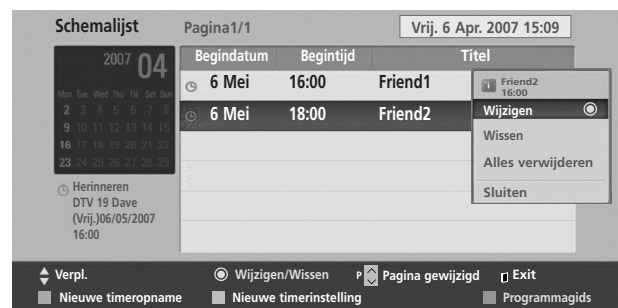 Schemalijst Pagina1/1 Vrij. 6 Apr. 2007 15:09
2007 04
Mon Tue Wed Thu Fri Sat Sun
2 3 4 5 6 7 8
9 10 11 12 13 14 15
16 17 18 19 20 21 22
23 24 25 26 27 28 29
Herinneren
DTV 19 Dave
(Vrij.)06/05/2007
16:00
Begindatum Begintijd Titel
6 Mei 16:00 Friend1
6 Mei 18:00 Friend2
Friend2
16:00
Wijzigen
Wissen
Alles verwijderen
Sluiten
Verpl. Wijzigen/Wissen P Pagina gewijzigd Exit
Nieuwe timeropname Nieuwe timerinstelling Programmagids